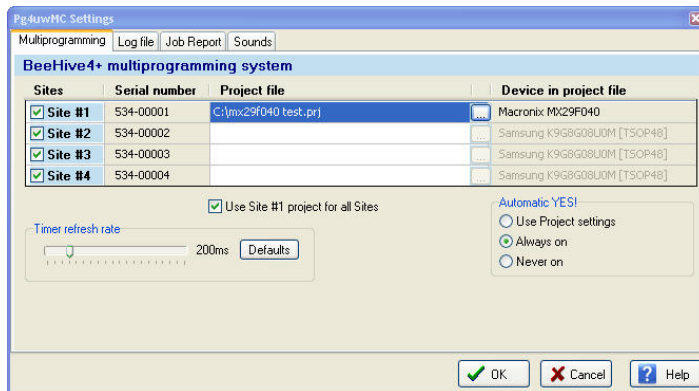 Pg4uwMC Settings
Multiprogramming Log file Job Report Sounds
BeeHive4+ multiprogramming system
Sites Serial number Project file Device in project file
Site #1 534-00001 C:\mx29f040 test.prj ... Macronix MX29F040
Site #2 534-00002 ... Samsung K9G8G08U0M [TSOP48]
Site #3 534-00003 ... Samsung K9G8G08U0M [TSOP48]
Site #4 534-00004 ... Samsung K9G8G08U0M [TSOP48]
Use Site #1 project for all Sites
Automatic YES!
Use Project settings
Always on
Never on
Timer refresh rate
200ms Defaults
OK Cancel ? Help